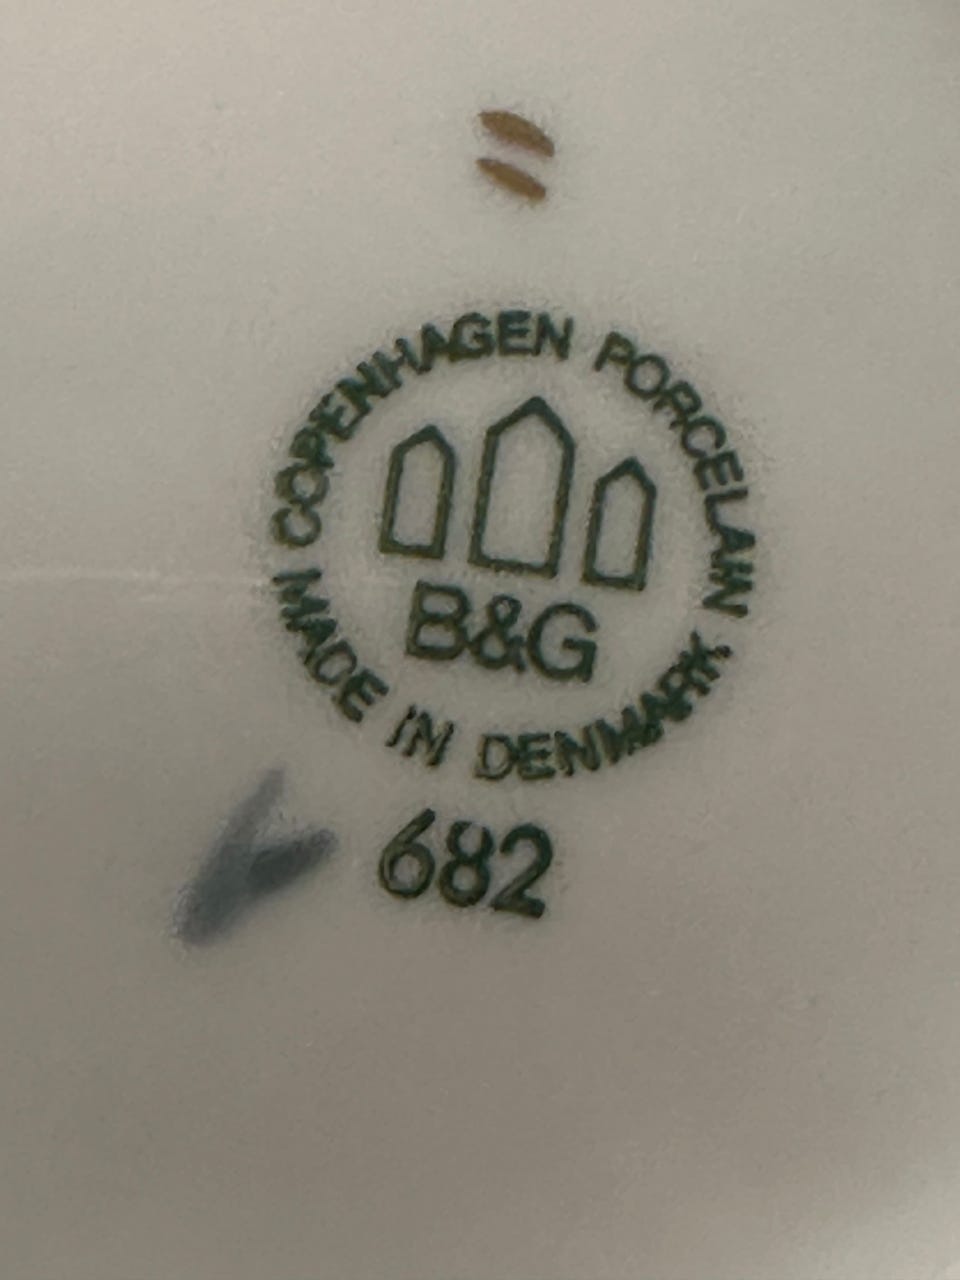 COPENHAGEN PORCELAIN
B&G
MADE IN DENMARK
682